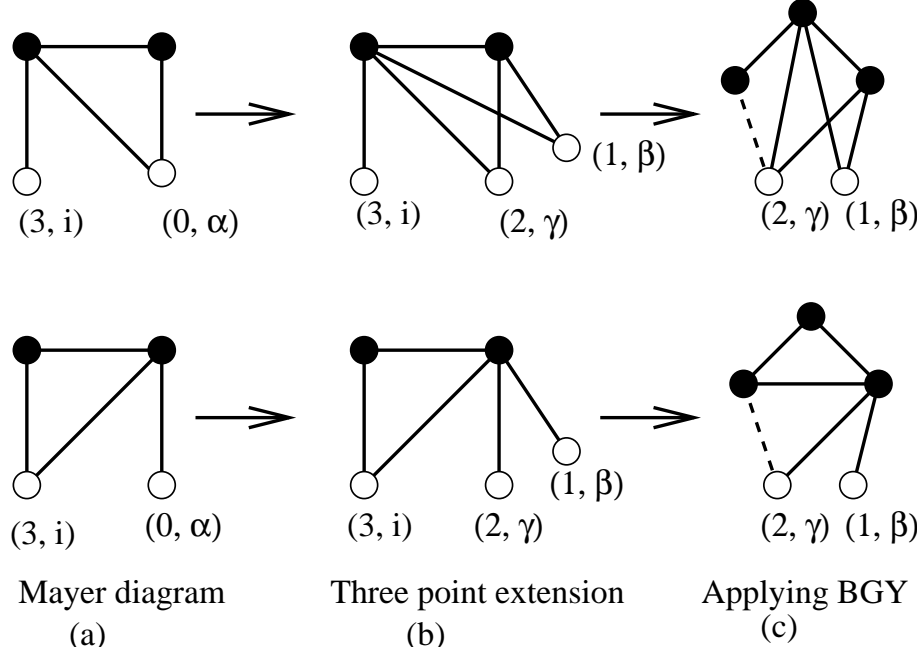 (1, β)
(3, i) (0, α) (3, i) (2, γ) (2, γ) (1, β)
(1, β)
(3, i) (0, α) (3, i) (2, γ) (2, γ) (1, β)
Mayer diagram Three point extension Applying BGY
(a) (b) (c)